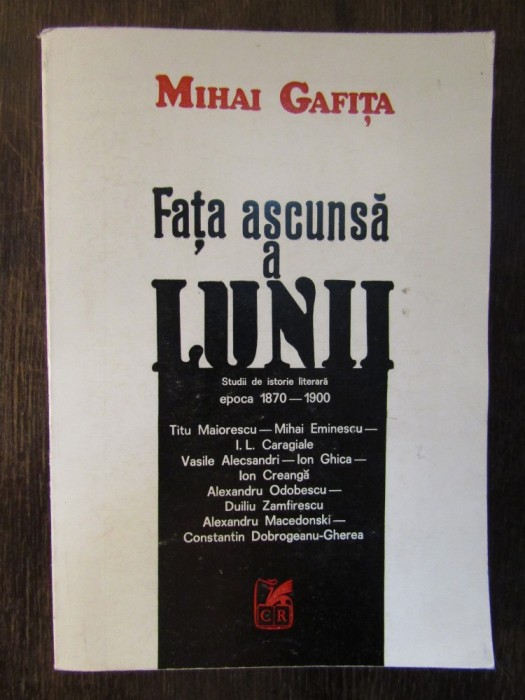 MIHAI GAFIȚA
Fața ascunsă
a
LUNII
Studii de istorie literară
epoca 1870—1900
Titu Maiorescu—Mihai Eminescu—
I. L. Caragiale
Vasile Alecsandri—Ion Ghica—
Ion Creangă
Alexandru Odobescu—
Duiliu Zamfirescu
Alexandru Macedonski—
Constantin Dobrogeanu-Gherea
C R